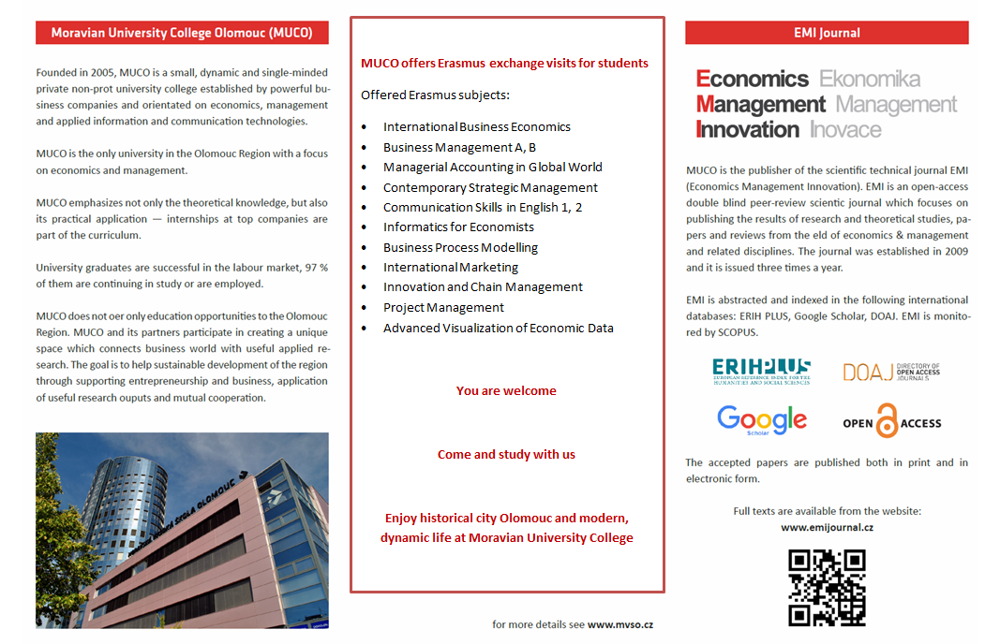 Moravian University College Olomouc (MUCO)
Founded in 2005, MUCO is a small, dynamic and single-minded
private non-prot university college established by powerful bu-
siness companies and orientated on economics, management
and applied information and communication technologies.
MUCO is the only university in the Olomouc Region with a focus
on economics and management.
MUCO emphasizes not only the theoretical knowledge, but also
its practical application — internships at top companies are
part of the curriculum.
University graduates are successful in the labour market, 97 %
of them are continuing in study or are employed.
MUCO does not oer only education opportunities to the Olomouc
Region. MUCO and its partners participate in creating a unique
space which connects business world with useful applied re-
search. The goal is to help sustainable development of the region
through supporting entrepreneurship and business, application
of useful research ouputs and mutual cooperation.
ŠKOLA OLOMOUC
MUCO offers Erasmus exchange visits for students
Offered Erasmus subjects:
• International Business Economics
• Business Management A, B
• Managerial Accounting in Global World
• Contemporary Strategic Management
• Communication Skills in English 1, 2
• Informatics for Economists
• Business Process Modelling
• International Marketing
• Innovation and Chain Management
• Project Management
• Advanced Visualization of Economic Data
You are welcome
Come and study with us
Enjoy historical city Olomouc and modern,
dynamic life at Moravian University College
for more details see www.mvso.cz
EMI Journal
Economics Ekonomika
Management Management
Innovation Inovace
MUCO is the publisher of the scientific technical journal EMI
(Economics Management Innovation). EMI is an open-access
double blind peer-review scientic journal which focuses on
publishing the results of research and theoretical studies, pa-
pers and reviews from the eld of economics & management
and related disciplines. The journal was established in 2009
and it is issued three times a year.
EMI is abstracted and indexed in the following international
databases: ERIH PLUS, Google Scholar, DOAJ. EMI is monito-
red by SCOPUS.
ERIHPLUS
EUROPEAN REFERENCE INDEX FOR THE
HUMANITIES AND SOCIAL SCIENCES
DOAJ DIRECTORY OF
OPEN ACCESS
JOURNALS
Google
Scholar
OPEN ACCESS
The accepted papers are published both in print and in
electronic form.
Full texts are available from the website:
www.emijournal.cz